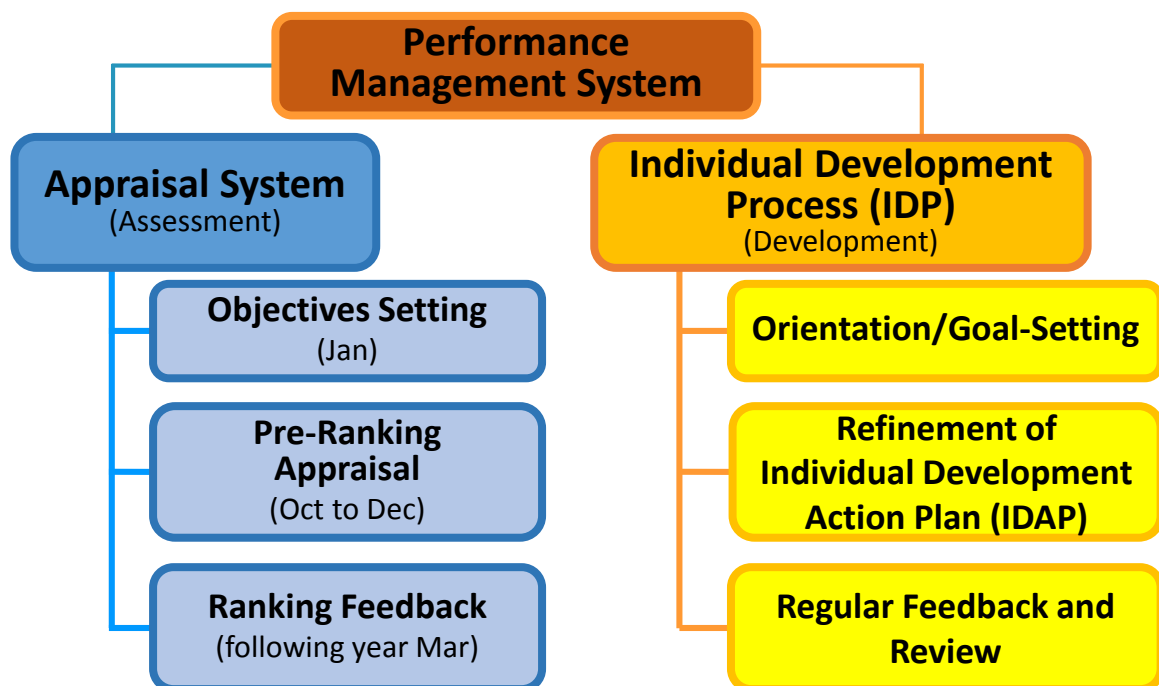 Performance
Management System
Appraisal System
(Assessment)
Objectives Setting
(Jan)
Pre-Ranking
Appraisal
(Oct to Dec)
Ranking Feedback
(following year Mar)
Individual Development
Process (IDP)
(Development)
Orientation/Goal-Setting
Refinement of
Individual Development
Action Plan (IDAP)
Regular Feedback and
Review